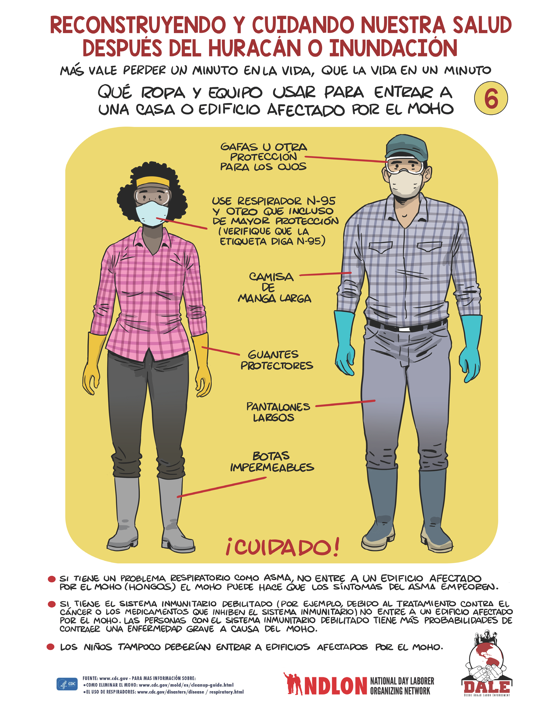 RECONSTRUYENDO Y CUIDANDO NUESTRA SALUD
DESPUÉS DEL HURACÁN O INUNDACIÓN
MÁS VALE PERDER UN MINUTO EN LA VIDA, QUE LA VIDA EN UN MINUTO
QUÉ ROPA Y EQUIPO USAR PARA ENTRAR A
UNA CASA O EDIFICIO AFECTADO POR EL MOHO
6
GAFAS U OTRA
PROTECCIÓN
PARA LOS OJOS
USE RESPIRADOR N-95
Y OTRO QUE INCLUSO
DE MAYOR PROTECCIÓN
(VERIFIQUE QUE LA
ETIQUETA DIGA N-95)
CAMISA
DE
MANGA LARGA
GUANTES
PROTECTORES
PANTALONES
LARGOS
BOTAS
IMPERMEABLES
¡CUIDADO!
SI TIENE UN PROBLEMA RESPIRATORIO COMO ASMA, NO ENTRE A UN EDIFICIO AFECTADO
POR EL MOHO (HONGOS) EL MOHO PUEDE HACE QUE LOS SÍNTOMAS DEL ASMA EMPEOREN.
SI, TIENE EL SISTEMA INMUNITARIO DEBILITADO (POR EJEMPLO, DEBIDO AL TRATAMIENTO CONTRA EL
CÁNCER O LOS MEDICAMENTOS QUE INHIBEN EL SISTEMA INMUNITARIO) NO ENTRE A UN EDIFICIO AFECTADO
POR EL MOHO. LAS PERSONAS CON EL SISTEMA INMUNITARIO DEBILITADO TIENE MÁS PROBABILIDADES DE
CONTRAER UNA ENFERMEDAD GRAVE A CAUSA DEL MOHO.
LOS NIÑOS TAMPOCO DEBERÍAN ENTRAR A EDIFICIOS AFECTADOS POR EL MOHO.
CDC
FUENTE: www.cdc.gov - PARA MAS INFORMACIÓN SOBRE:
•COMO ELIMINAR EL MOHO: www.cdc.gov/mold/es/cleanup-guide.html
•EL USO DE RESPIRADORES: www.cdc.gov/disasters/disease / respiratory.html
NDLON NATIONAL DAY LABORER
ORGANIZING NETWORK
DALE